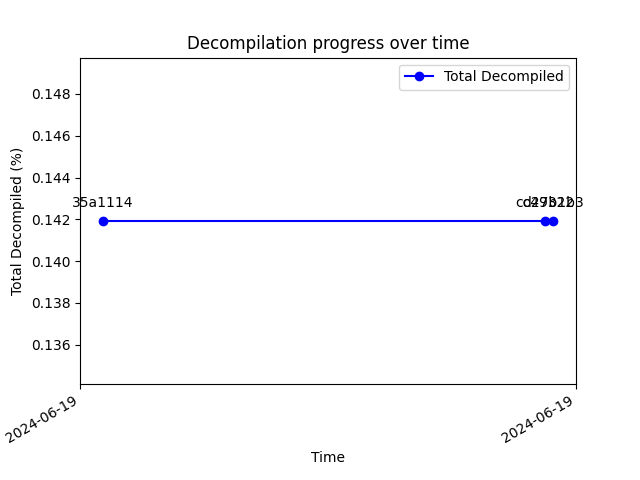 Decompilation progress over time
Total Decompiled
0.148
0.146
0.144
0.142
0.140
0.138
0.136
Total Decompiled (%)
35a1114
2024-06-19
2024-06-19
Time